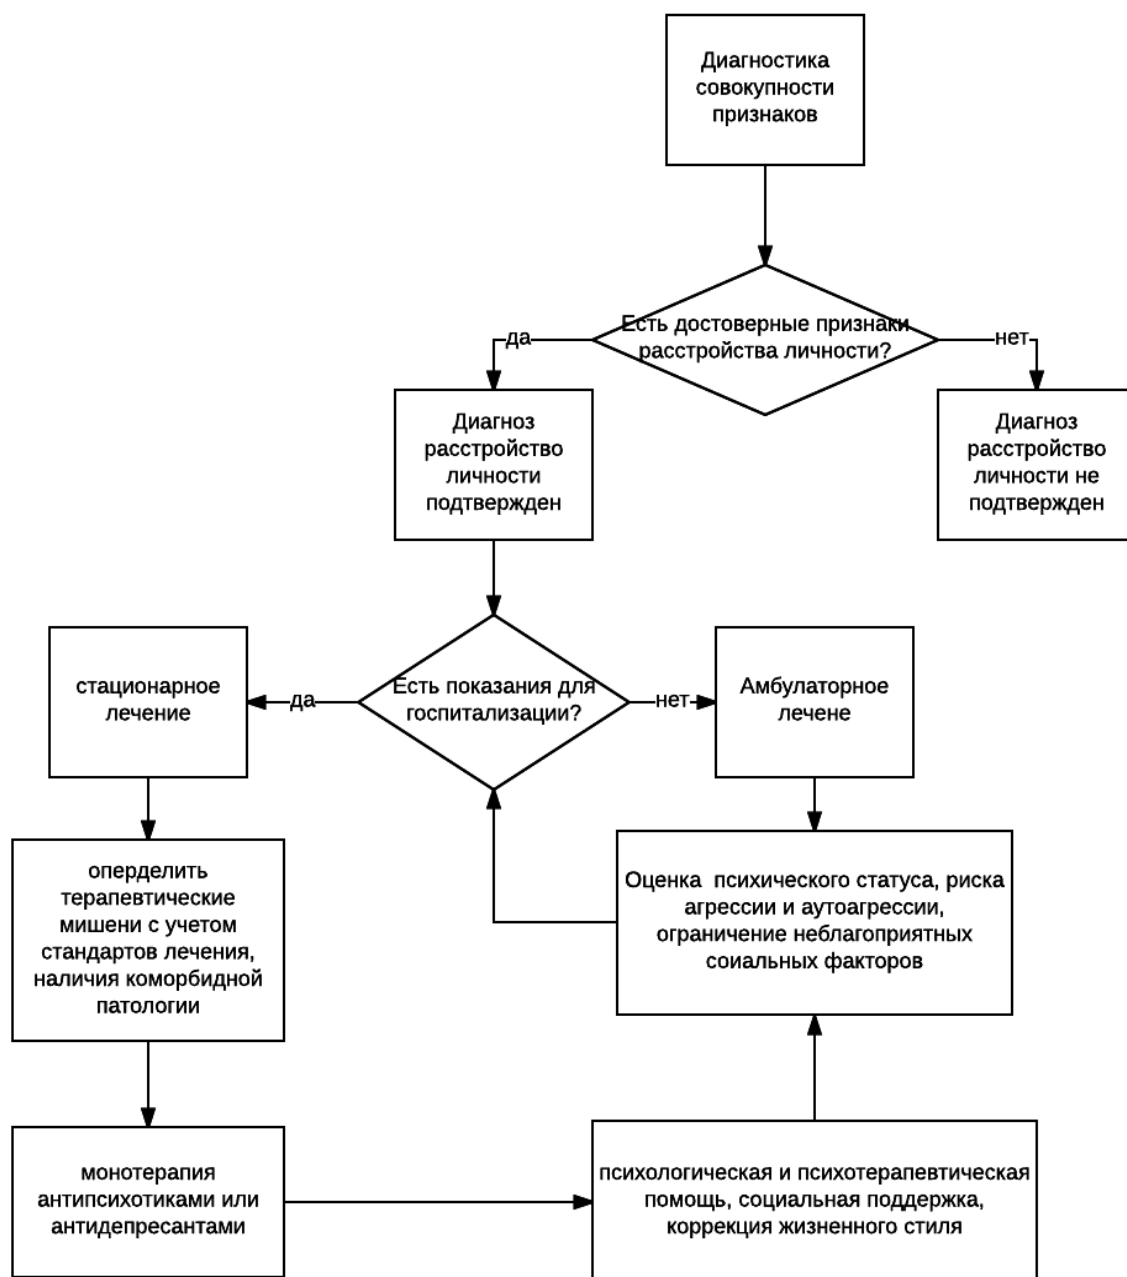 Диагностика
совокупности
признаков
Есть достоверные признаки
расстройства личности?
да
нет
Диагноз
расстройство
личности
подтвержден
Диагноз
расстройство
личности не
подтвержден
стационарное
лечение
да
Есть показания для
госпитализации?
нет
Амбулаторное
лечене
оперделить
терапевтические
мишени с учетом
стандартов лечения,
наличия коморбидной
патологии
Оценка  психического статуса, риска
агрессии и аутоагрессии,
ограничение неблагоприятных
соиальных факторов
монотерапия
антипсихотиками или
антидепресантами
психологическая и психотерапевтическая
помощь, социальная поддержка,
коррекция жизненного стиля